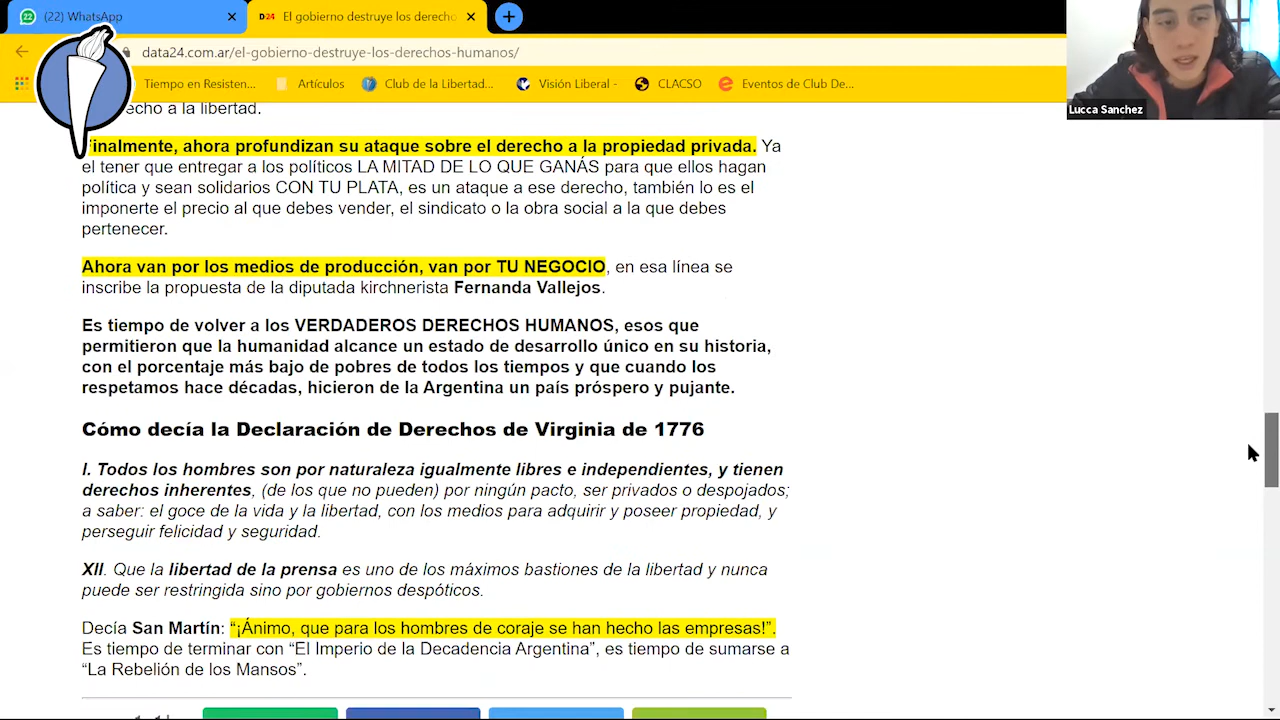 (22) WhatsApp
D24 El gobierno destruye los derecho
data24.com.ar/el-gobierno-destruye-los-derechos-humanos/
Tiempo en Resisten... Artículos Club de la Libertad... Visión Liberal - CLACSO Eventos de Club De...
Lucca Sanchez
echo a la libertad.
inalmente, ahora profundizan su ataque sobre el derecho a la propiedad privada. Ya
el tener que entregar a los políticos LA MITAD DE LO QUE GANÁS para que ellos hagan
política y sean solidarios CON TU PLATA, es un ataque a ese derecho, también lo es el
imponerte el precio al que debes vender, el sindicato o la obra social a la que debes
pertenecer.
Ahora van por los medios de producción, van por TU NEGOCIO, en esa línea se
inscribe la propuesta de la diputada kirchnerista Fernanda Vallejos.
Es tiempo de volver a los VERDADEROS DERECHOS HUMANOS, esos que
permitieron que la humanidad alcance un estado de desarrollo único en su historia,
con el porcentaje más bajo de pobres de todos los tiempos y que cuando los
respetamos hace décadas, hicieron de la Argentina un país próspero y pujante.
Cómo decía la Declaración de Derechos de Virginia de 1776
I. Todos los hombres son por naturaleza igualmente libres e independientes, y tienen
derechos inherentes, (de los que no pueden) por ningún pacto, ser privados o despojados;
a saber: el goce de la vida y la libertad, con los medios para adquirir y poseer propiedad, y
perseguir felicidad y seguridad.
XII. Que la libertad de la prensa es uno de los máximos bastiones de la libertad y nunca
puede ser restringida sino por gobiernos despóticos.
Decía San Martín: “¡Ánimo, que para los hombres de coraje se han hecho las empresas!”.
Es tiempo de terminar con “El Imperio de la Decadencia Argentina”, es tiempo de sumarse a
“La Rebelión de los Mansos”.